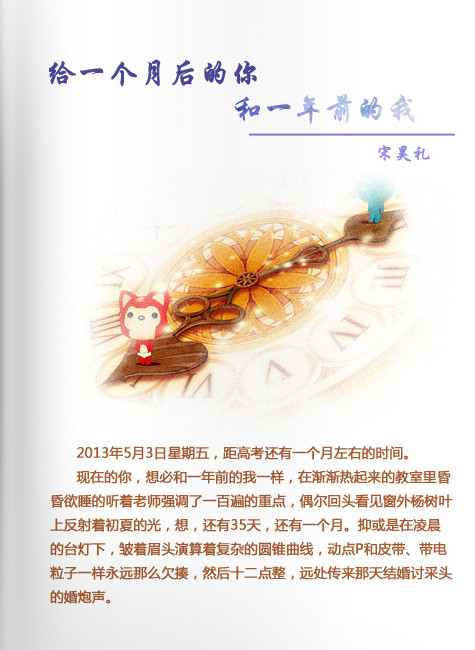 给一个月后的你
和一年前的我
宋昊礼
2013年5月3日星期五，距高考还有一个月左右的时间。
现在的你，想必和一年前的我一样，在渐渐热起来的教室里昏
昏欲睡的听着老师强调了一百遍的重点，偶尔回头看见窗外杨树叶
上反射着初夏的光，想，还有35天，还有一个月。抑或是在凌晨
的台灯下，皱着眉头演算着复杂的圆锥曲线，动点P和皮带、带电
粒子一样永远那么欠揍，然后十二点整，远处传来那天结婚讨采头
的婚炮声。